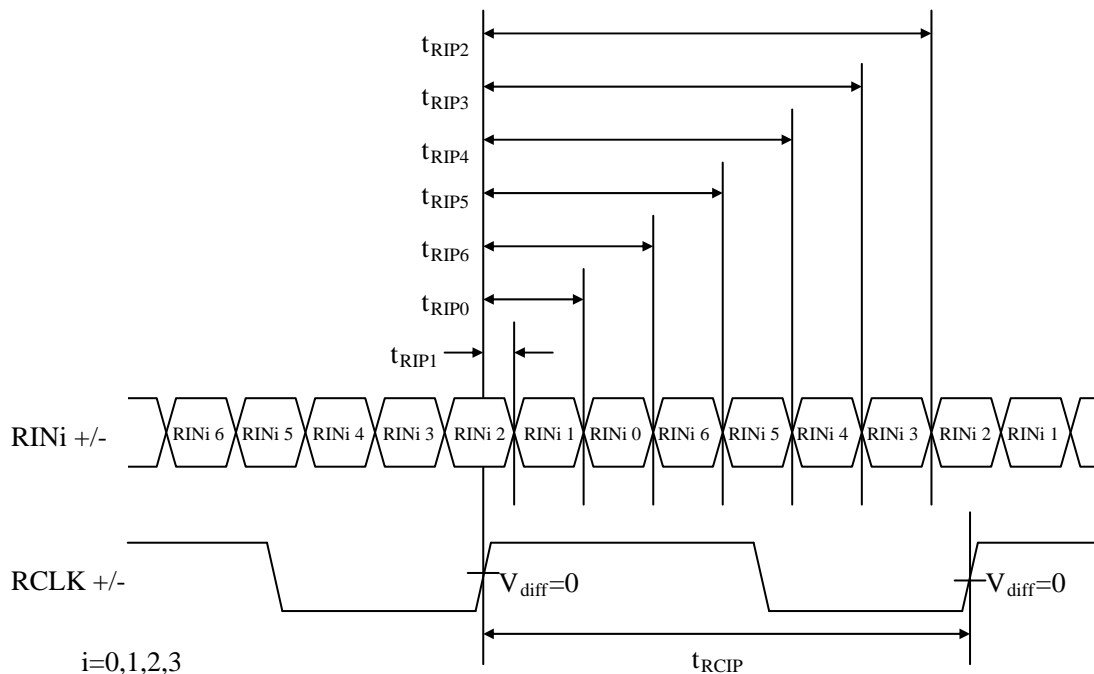 tRIP2
tRIP3
tRIP4
tRIP5
tRIP6
tRIP0
tRIP1
RINi +/- RINi 6 RINi 5 RINi 4 RINi 3 RINi 2 RINi 1 RINi 0 RINi 6 RINi 5 RINi 4 RINi 3 RINi 2 RINi 1
RCLK +/- Vdiff=0 Vdiff=0
i=0,1,2,3 tRCIP